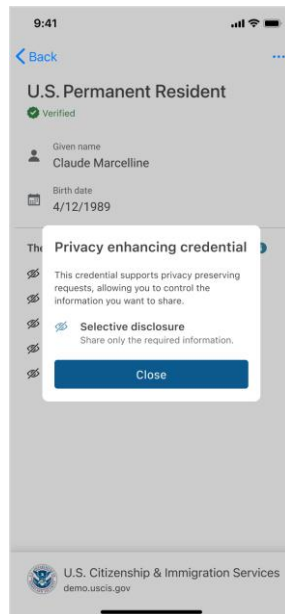 9:41
Back
U.S. Permanent Resident
Verified
Given name
Claude Marcelline
Birth date
4/12/1989
The
Privacy enhancing credential
This credential supports privacy preserving
requests, allowing you to control the
information you want to share.
Selective disclosure
Share only the required information.
Close
U.S. Citizenship & Immigration Services
demo.uscis.gov